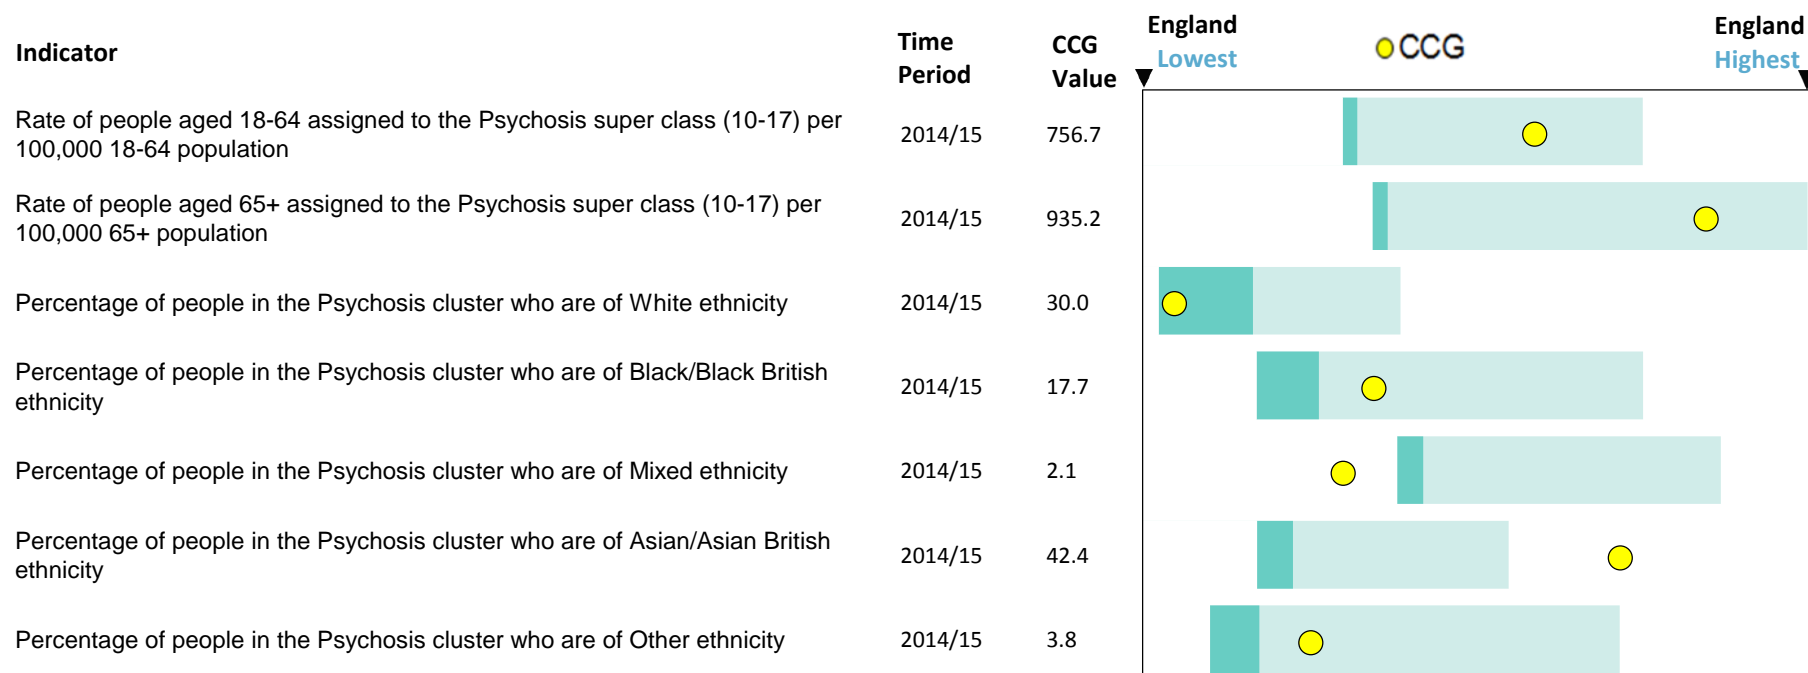 Indicator
Time Period
CCG Value
England Lowest
CCG
England Highest
Rate of people aged 18-64 assigned to the Psychosis super class (10-17) per
100,000 18-64 population
2014/15
756.7
Rate of people aged 65+ assigned to the Psychosis super class (10-17) per
100,000 65+ population
2014/15
935.2
Percentage of people in the Psychosis cluster who are of White ethnicity
2014/15
30.0
Percentage of people in the Psychosis cluster who are of Black/Black British
ethnicity
2014/15
17.7
Percentage of people in the Psychosis cluster who are of Mixed ethnicity
2014/15
2.1
Percentage of people in the Psychosis cluster who are of Asian/Asian British
ethnicity
2014/15
42.4
Percentage of people in the Psychosis cluster who are of Other ethnicity
2014/15
3.8